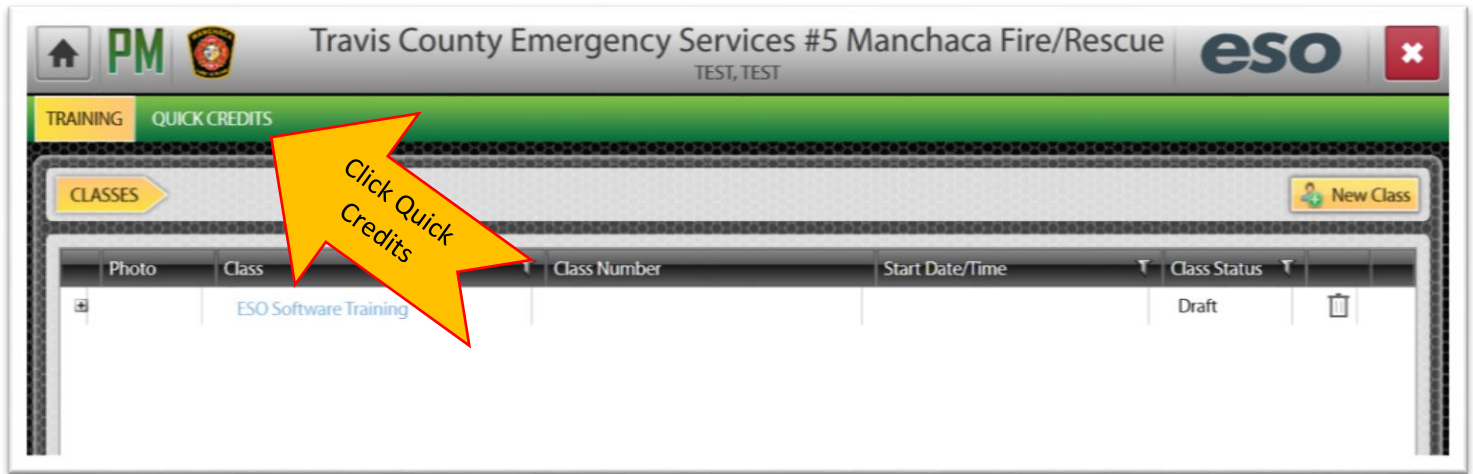 PM
MANCHACA
Travis County Emergency Services #5 Manchaca Fire/Rescue
TEST, TEST
eso
TRAINING QUICK CREDITS
Click Quick
Credits
CLASSES
New Class
Photo Class Class Number Start Date/Time Class Status
ESO Software Training Draft